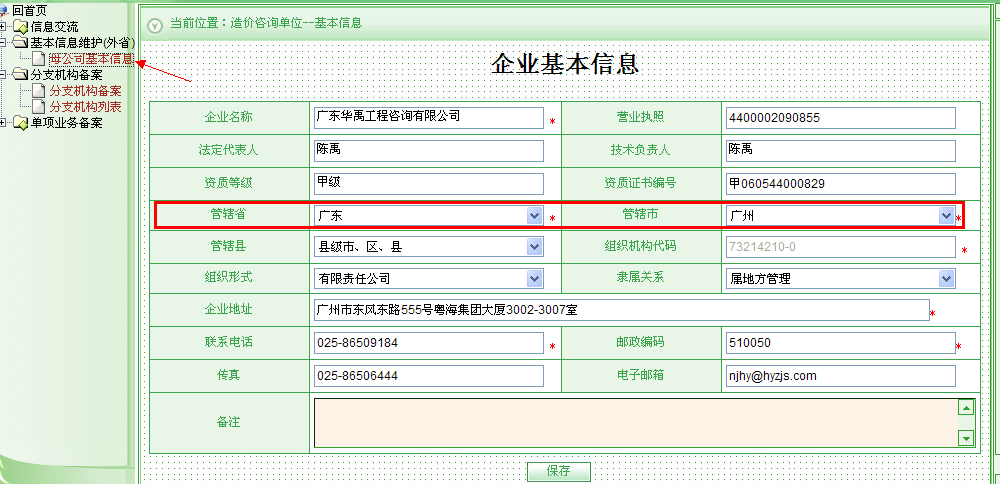 回首页
信息交流
基本信息维护(外省)
母公司基本信息
分支机构备案
分支机构备案
分支机构列表
单项业务备案
当前位置：造价咨询单位--基本信息
企业基本信息
企业名称 广东华禹工程咨询有限公司 * 营业执照 4400002090855
法定代表人 陈禹 技术负责人 陈禹
资质等级 甲级 资质证书编号 甲060544000829
管辖省 广东 * 管辖市 广州 *
管辖县 县级市、区、县 组织机构代码 73214210-0 *
组织形式 有限责任公司 隶属关系 属地方管理
企业地址 广州市东风东路555号粤海集团大厦3002-3007室 *
联系电话 025-86509184 * 邮政编码 510050 *
传真 025-86506444 电子邮箱 njhy@hyzjs.com
备注
保存